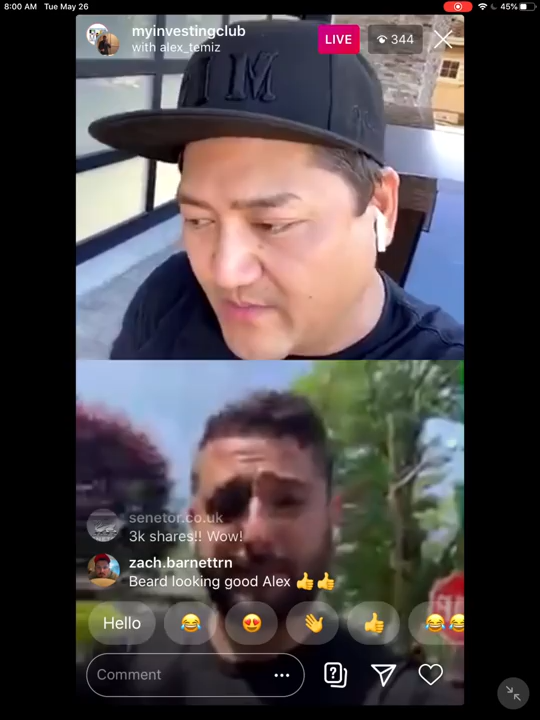 8:00 AM Tue May 26
45%
myinvestingclub
with alex_temiz
LIVE
344
IM
senetor.co.uk
3k shares!! Wow!
zach.barnettrn
Beard looking good Alex 👍👍
Hello
Comment